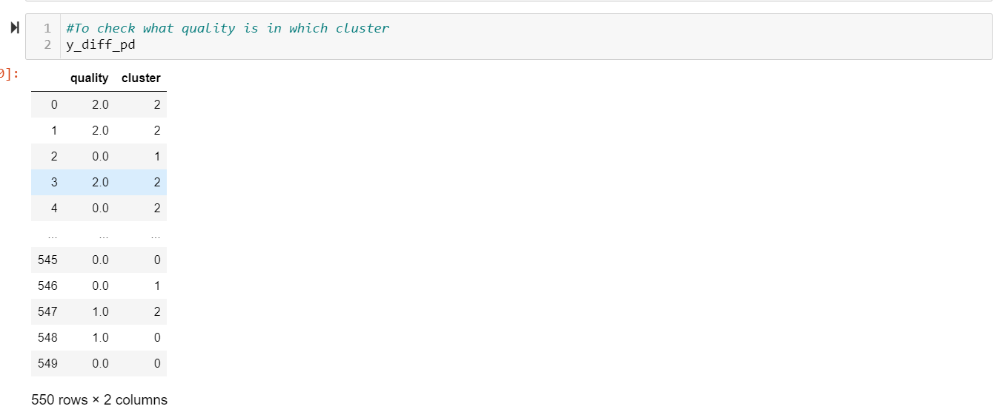 1 #To check what quality is in which cluster
2 y_diff_pd
0]:
quality cluster
0 2.0 2
1 2.0 2
2 0.0 1
3 2.0 2
4 0.0 2
... ... ...
545 0.0 0
546 0.0 1
547 1.0 2
548 1.0 0
549 0.0 0
550 rows × 2 columns